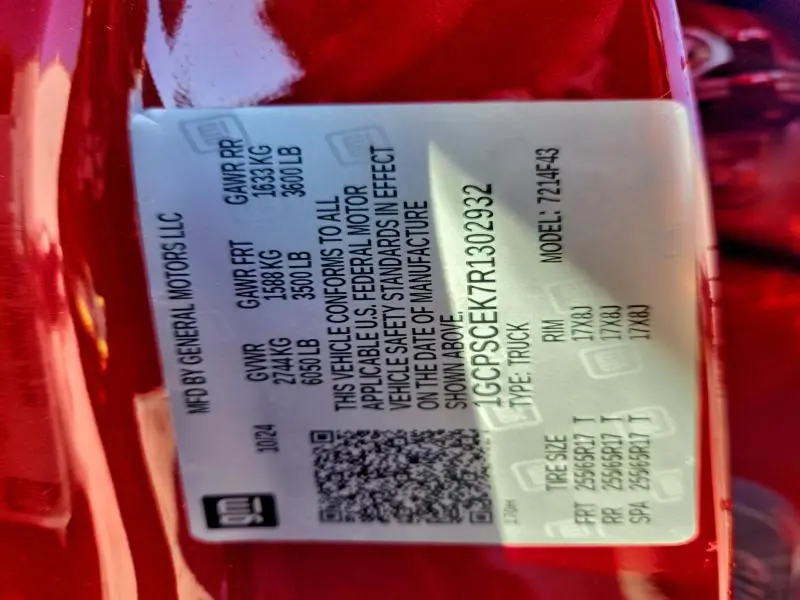 gm
MFD BY GENERAL MOTORS LLC
10/24
GVWR GAWR FRT GAWR RR
2744 KG 1588 KG 1633 KG
6050 LB 3500 LB 3600 LB
THIS VEHICLE CONFORMS TO ALL
APPLICABLE U.S. FEDERAL MOTOR
VEHICLE SAFETY STANDARDS IN EFFECT
ON THE DATE OF MANUFACTURE
SHOWN ABOVE.
1GCPSCEK7R1302932
TYPE: TRUCK
MODEL: 7214F43
TIRE SIZE RIM
FRT 255/65R17 T 17X8J
RR 255/65R17 T 17X8J
SPA 255/65R17 T 17X8J